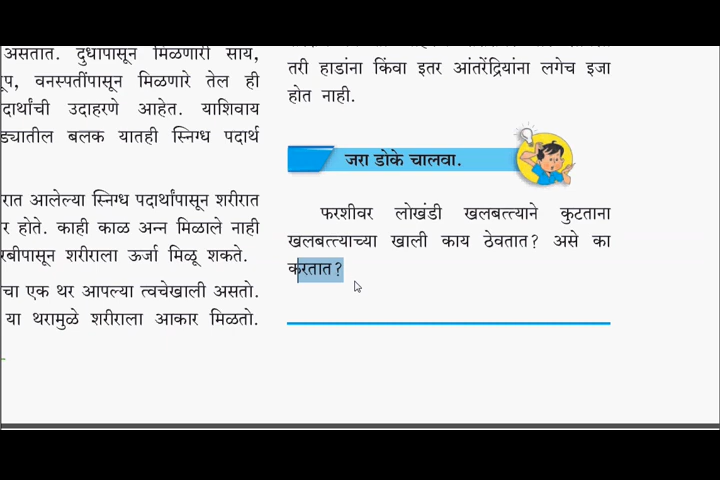 असतात. दुधापासून मिळणारी साय,
वनस्पतींपासून मिळणारे तेल ही
उदाहरणे आहेत. याशिवाय
बलक यातही स्निग्ध पदार्थ
आलेल्या स्निग्ध पदार्थांपासून शरीरात
होते. काही काळ अन्न मिळाले नाही
शरीराला ऊर्जा मिळू शकते.
एक थर आपल्या त्वचेखाली असतो.
या थरामुळे शरीराला आकार मिळतो.
तरी हाडांना किंवा इतर आंतरेंद्रियांना लगेच इजा
होत नाही.
जरा डोके चालवा.
फरशीवर लोखंडी खलबत्त्याने कुटताना
खलबत्त्याच्या खाली काय ठेवतात? असे का
करतात?